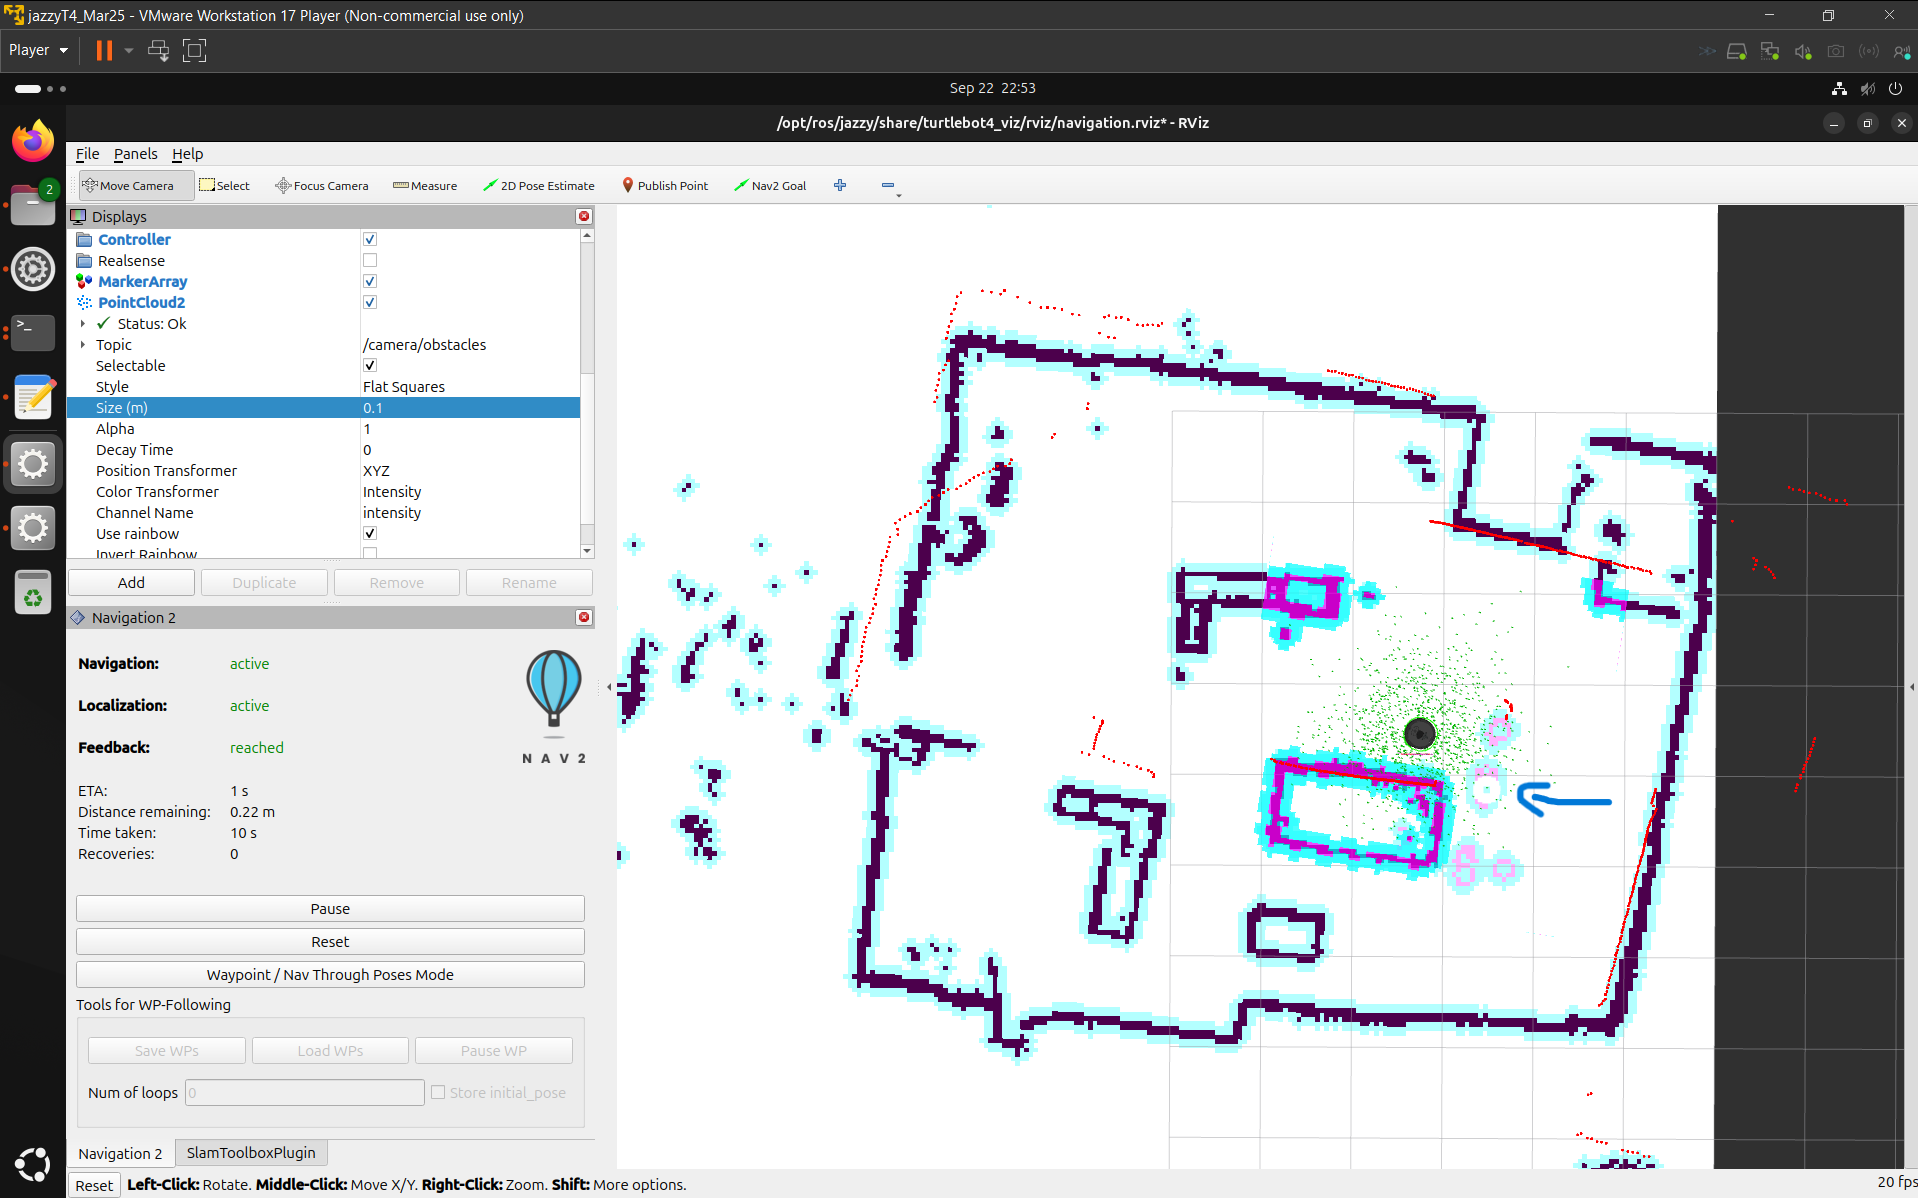 jazzyT4_Mar25 - VMware Workstation 17 Player (Non-commercial use only)
Player
Sep 22 22:53
/opt/ros/jazzy/share/turtlebot4_viz/rviz/navigation.rviz* - RViz
2
File Panels Help
Move Camera Select Focus Camera Measure 2D Pose Estimate Publish Point Nav2 Goal
Displays
Controller
Realsense
MarkerArray
PointCloud2
Status: Ok
Topic /camera/obstacles
Selectable
Style Flat Squares
Size (m) 0.1
Alpha 1
Decay Time 0
Position Transformer XYZ
Color Transformer Intensity
Channel Name intensity
Use rainbow
Invert Rainbow
Add Duplicate Remove Rename
Navigation 2
Navigation: active
Localization: active
Feedback: reached
NAV2
ETA: 1 s
Distance remaining: 0.22 m
Time taken: 10 s
Recoveries: 0
Pause
Reset
Waypoint / Nav Through Poses Mode
Tools for WP-Following
Save WPs Load WPs Pause WP
Num of loops 0 Store initial_pose
Navigation 2 SlamToolboxPlugin
Reset Left-Click: Rotate. Middle-Click: Move X/Y. Right-Click: Zoom. Shift: More options. 20 fps